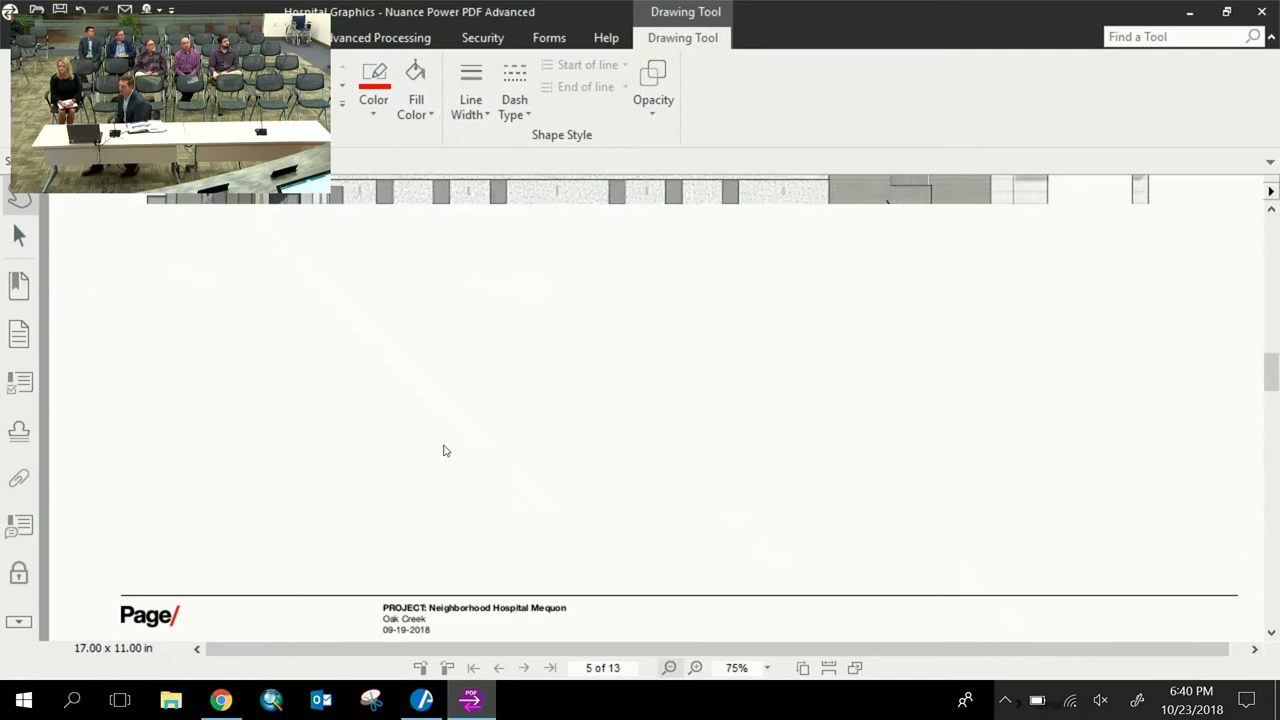 Hospital Graphics - Nuance Power PDF Advanced
Drawing Tool
dvanced Processing
Security
Forms
Help
Drawing Tool
Find a Tool
Color
Fill
Color
Line
Width
Dash
Type
Start of line
End of line
Opacity
Shape Style
Page/
PROJECT: Neighborhood Hospital Mequon
Oak Creek
09-19-2018
17.00 x 11.00 in
5 of 13
75%
6:40 PM
10/23/2018